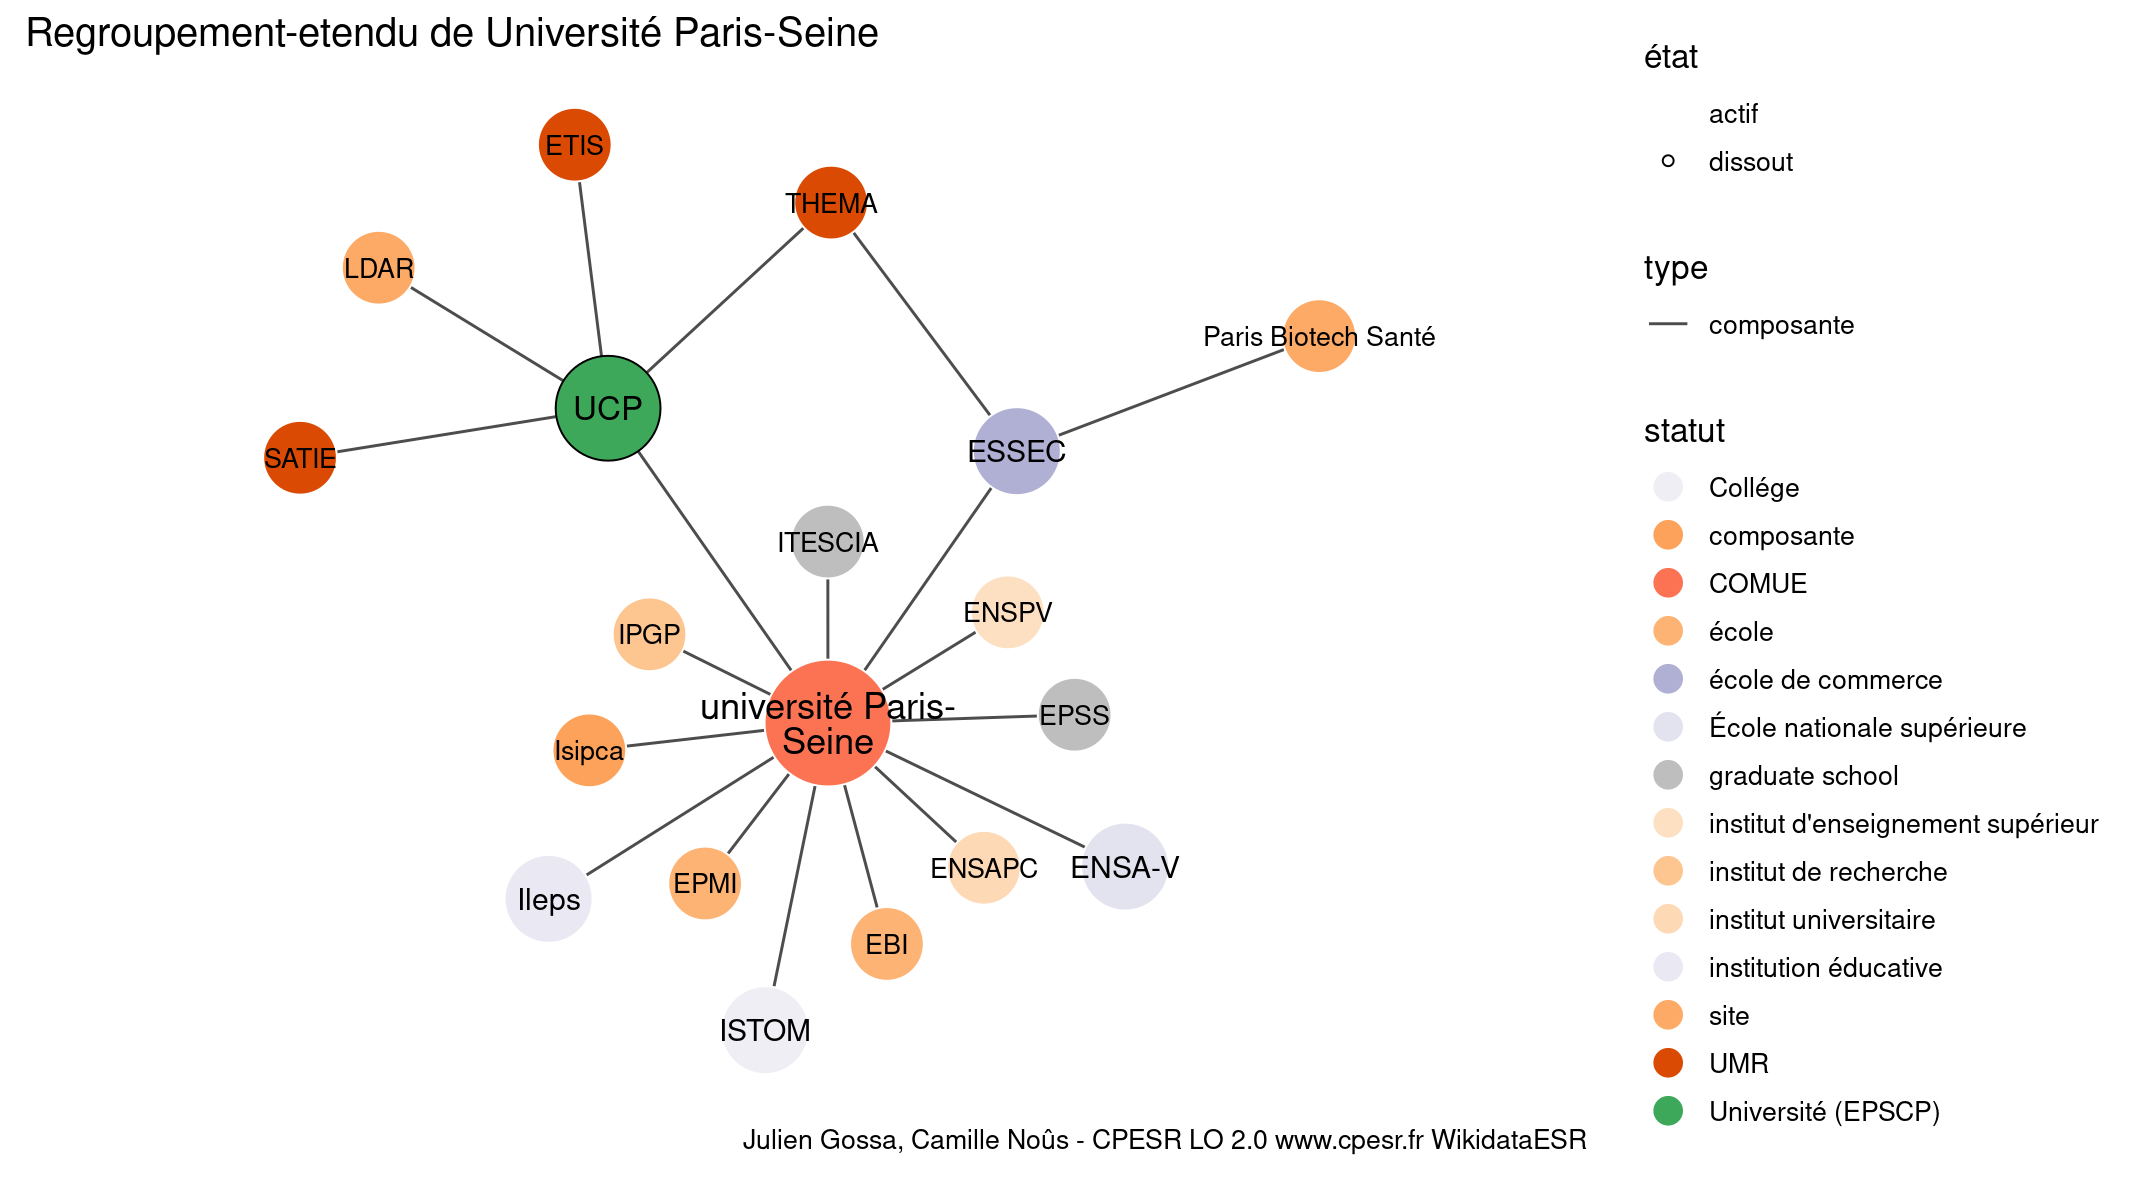 Regroupement-etendu de Université Paris-Seine
ETIS
THEMA
LDAR
Paris Biotech Santé
UCP
ESSEC
SATIE
ITESCIA
ENSPV
IPGP
université Paris-
Seine
EPSS
Isipca
ENSAPC
ENSA-V
EPMI
Ileps
EBI
ISTOM
état
actif
dissout
type
composante
statut
Collége
composante
COMUE
école
école de commerce
École nationale supérieure
graduate school
institut d'enseignement supérieur
institut de recherche
institut universitaire
institution éducative
site
UMR
Université (EPSCP)
Julien Gossa, Camille Noûs - CPESR LO 2.0 www.cpesr.fr WikidataESR